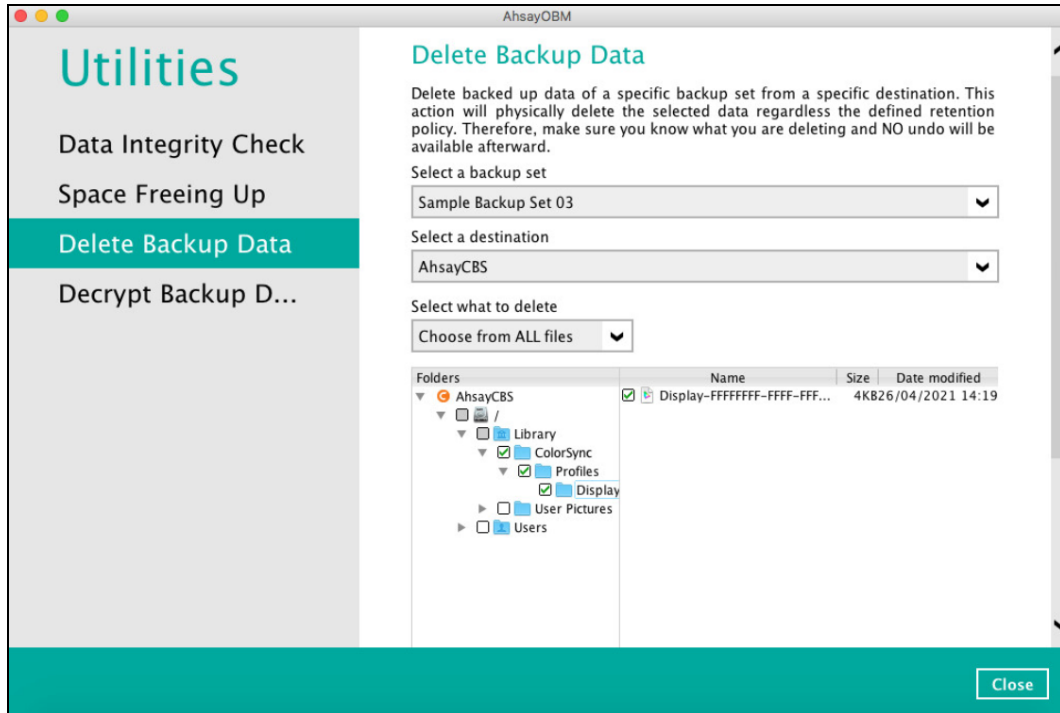 AhsayOBM
Utilities
Data Integrity Check
Space Freeing Up
Delete Backup Data
Decrypt Backup D...
Delete Backup Data
Delete backed up data of a specific backup set from a specific destination. This
action will physically delete the selected data regardless the defined retention
policy. Therefore, make sure you know what you are deleting and NO undo will be
available afterward.
Select a backup set
Sample Backup Set 03
Select a destination
AhsayCBS
Select what to delete
Choose from ALL files
Folders Name Size Date modified
AhsayCBS Display-FFFFFFFF-FFFF-FFF... 4KB 26/04/2021 14:19
/
Library
ColorSync
Profiles
Display
User Pictures
Users
Close